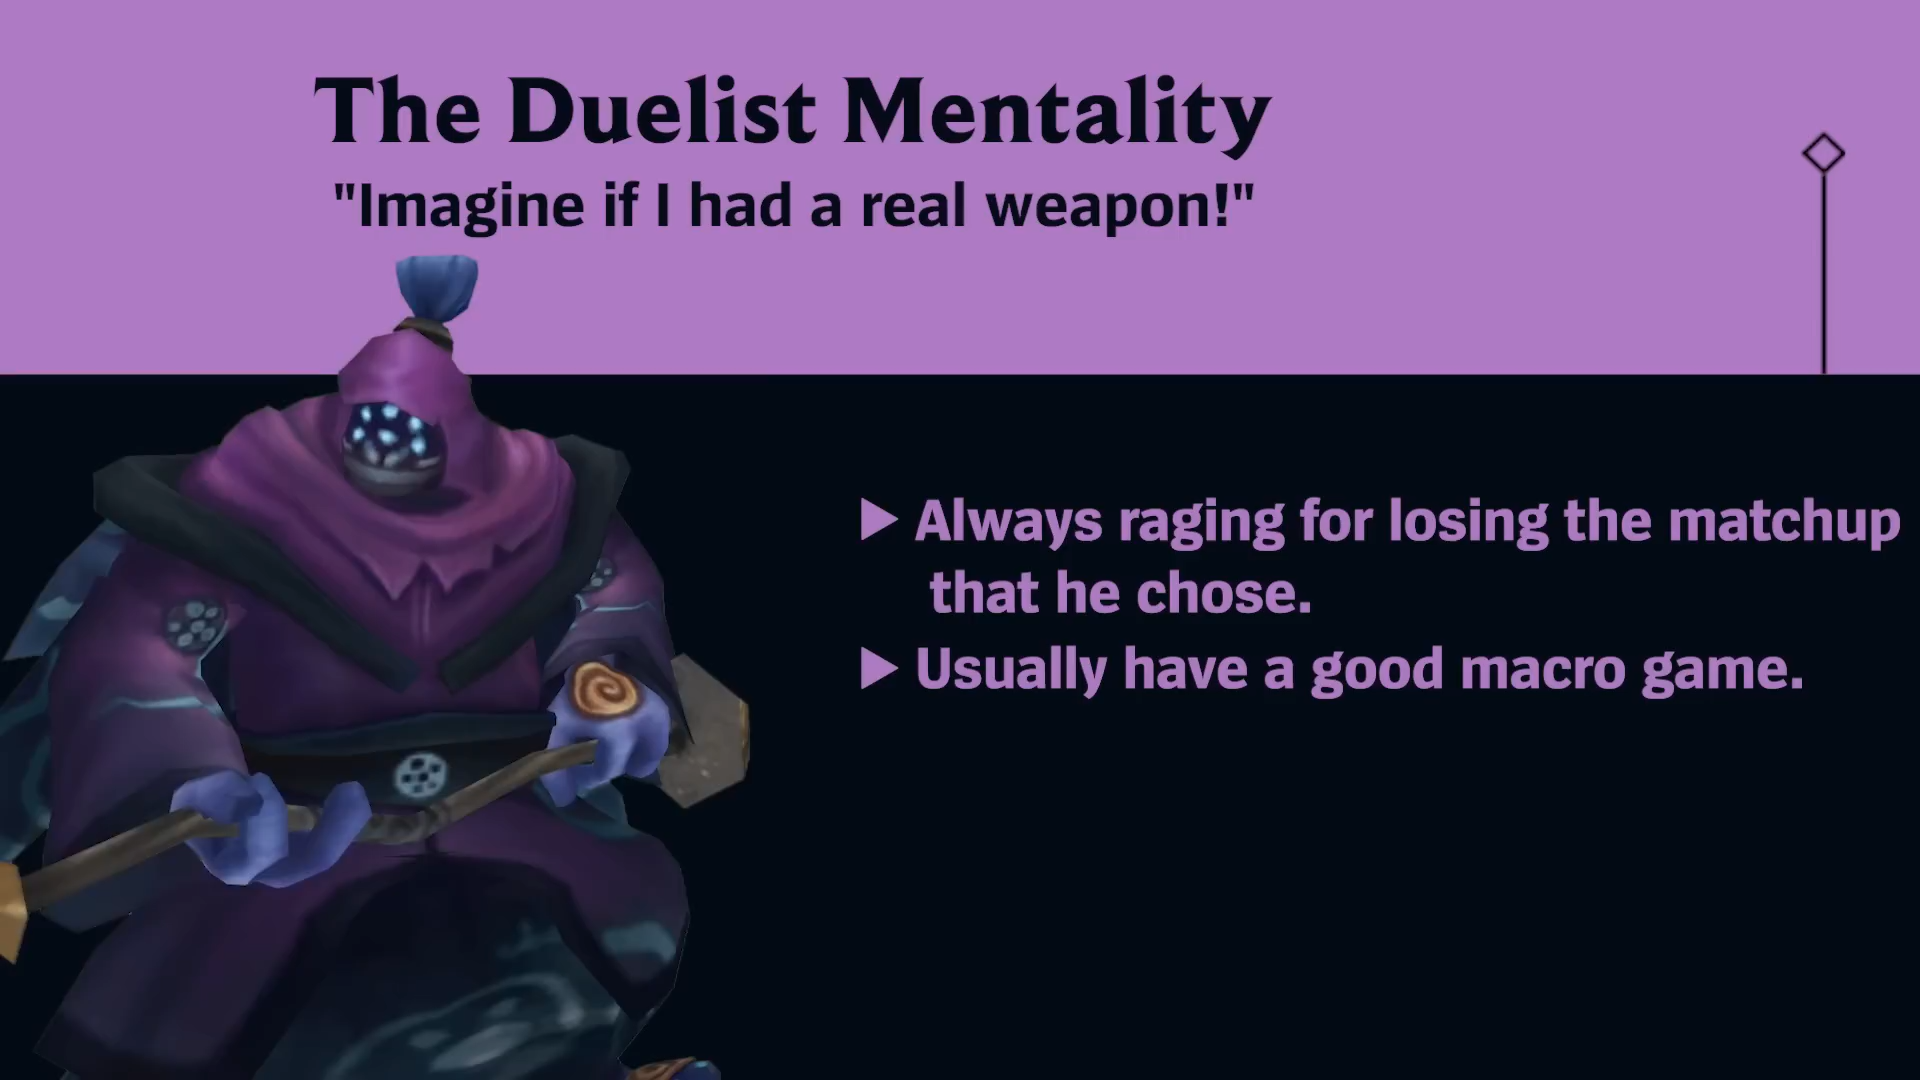 The Duelist Mentality
"Imagine if I had a real weapon!"
▶ Always raging for losing the matchup
that he chose.
▶ Usually have a good macro game.